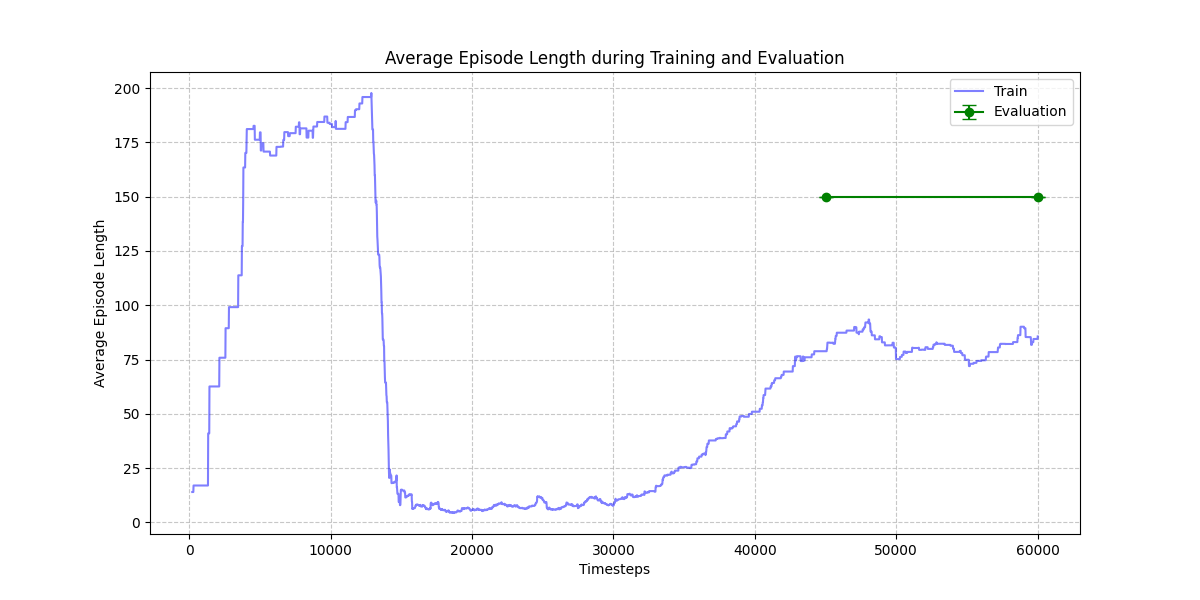 Average Episode Length during Training and Evaluation
200
175
150
125
100
75
50
25
0
Average Episode Length
Train
Evaluation
0 10000 20000 30000 40000 50000 60000
Timesteps